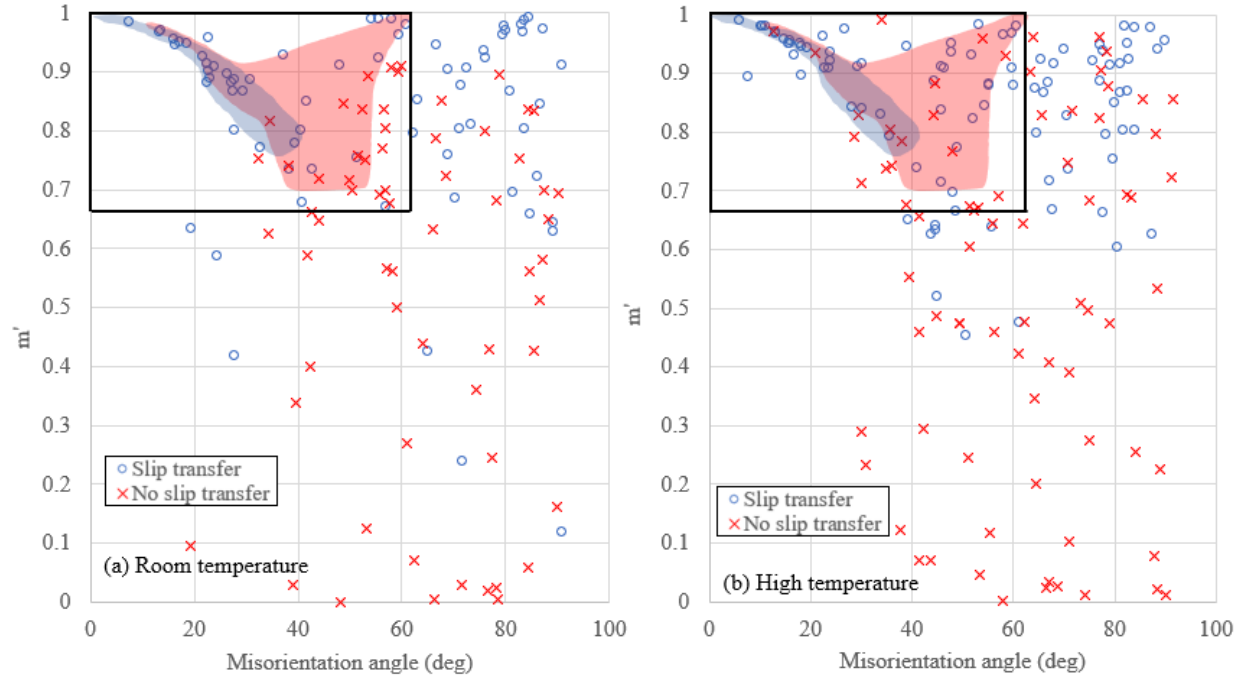 1
0.9
0.8
0.7
0.6
0.5
0.4
0.3
0.2
0.1
0
m'
Slip transfer
No slip transfer
(a) Room temperature
0 20 40 60 80 100
Misorientation angle (deg)
1
0.9
0.8
0.7
0.6
0.5
0.4
0.3
0.2
0.1
0
m'
Slip transfer
No slip transfer
(b) High temperature
0 20 40 60 80 100
Misorientation angle (deg)